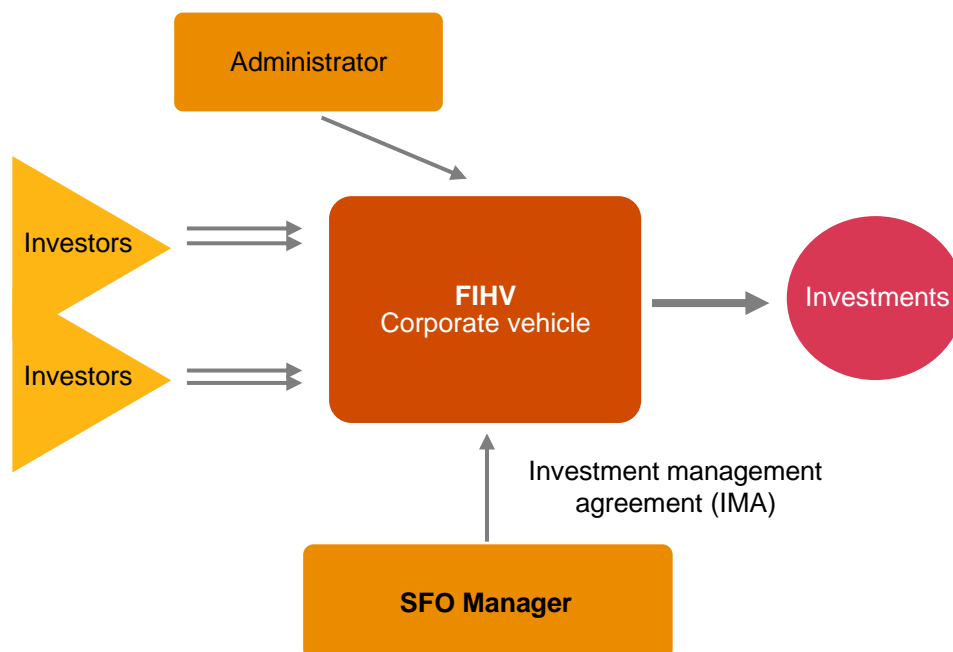 Administrator
Investors
FIHV
Corporate vehicle
Investments
Investors
Investment management
agreement (IMA)
SFO Manager